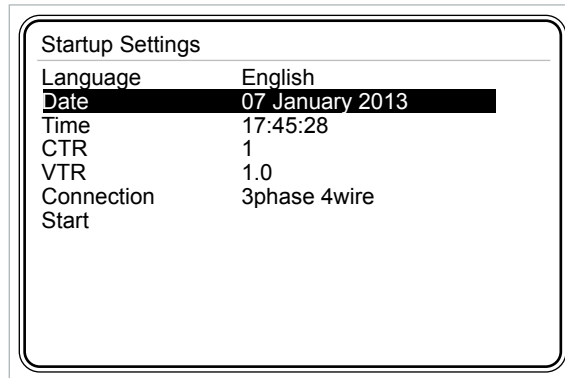 Startup Settings
Language English
Date 07 January 2013
Time 17:45:28
CTR 1
VTR 1.0
Connection 3phase 4wire
Start